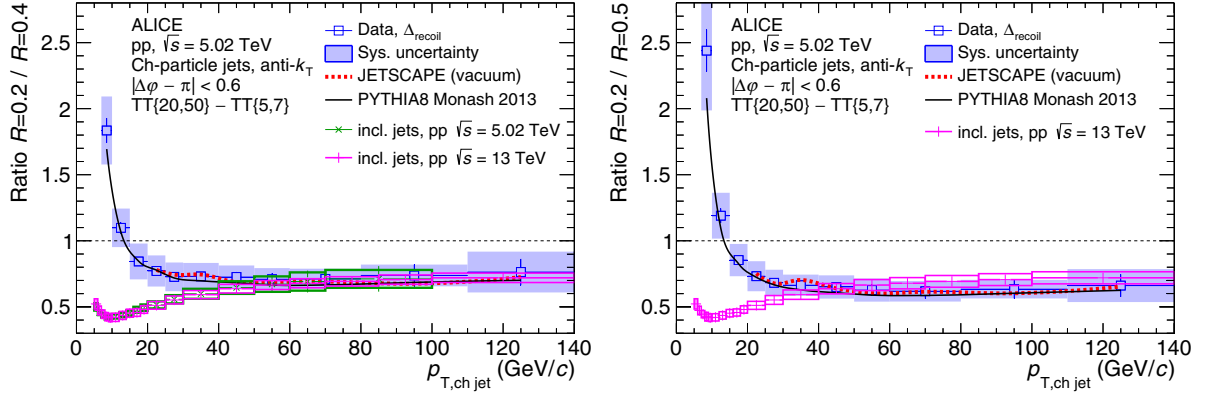 Ratio R=0.2 / R=0.4
2.5
2
1.5
1
0.5
ALICE
pp, √s = 5.02 TeV
Ch-particle jets, anti-k_T
|Δφ − π| < 0.6
TT{20,50} − TT{5,7}
Data, Δ_recoil
Sys. uncertainty
JETSCAPE (vacuum)
PYTHIA8 Monash 2013
incl. jets, pp √s = 5.02 TeV
incl. jets, pp √s = 13 TeV
0 20 40 60 80 100 120 140
p_T,ch jet (GeV/c)
Ratio R=0.2 / R=0.5
2.5
2
1.5
1
0.5
ALICE
pp, √s = 5.02 TeV
Ch-particle jets, anti-k_T
|Δφ − π| < 0.6
TT{20,50} − TT{5,7}
Data, Δ_recoil
Sys. uncertainty
JETSCAPE (vacuum)
PYTHIA8 Monash 2013
incl. jets, pp √s = 13 TeV
0 20 40 60 80 100 120 140
p_T,ch jet (GeV/c)